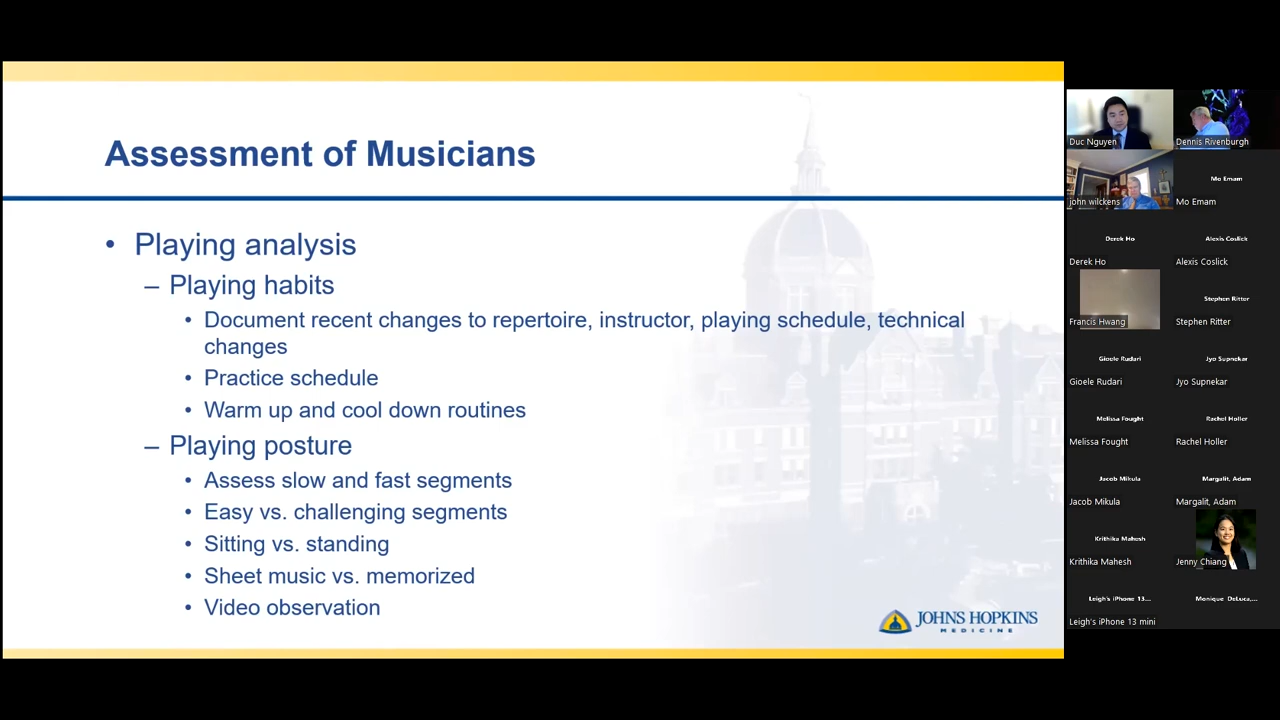 Assessment of Musicians
• Playing analysis
– Playing habits
• Document recent changes to repertoire, instructor, playing schedule, technical
changes
• Practice schedule
• Warm up and cool down routines
– Playing posture
• Assess slow and fast segments
• Easy vs. challenging segments
• Sitting vs. standing
• Sheet music vs. memorized
• Video observation
JOHNS HOPKINS
MEDICINE
Duc Nguyen
Dennis Rivenburgh
john wilckens
Mo Emam
Mo Emam
Derek Ho
Alexis Coslick
Derek Ho
Alexis Coslick
Francis Hwang
Stephen Ritter
Stephen Ritter
Gioele Rudari
Jyo Supnekar
Gioele Rudari
Jyo Supnekar
Melissa Fought
Rachel Holler
Melissa Fought
Rachel Holler
Jacob Mikula
Margalit, Adam
Jacob Mikula
Margalit, Adam
Krithika Mahesh
Krithika Mahesh
Jenny Chiang
Leigh's iPhone 13...
Monique DeLuca,...
Leigh's iPhone 13 mini